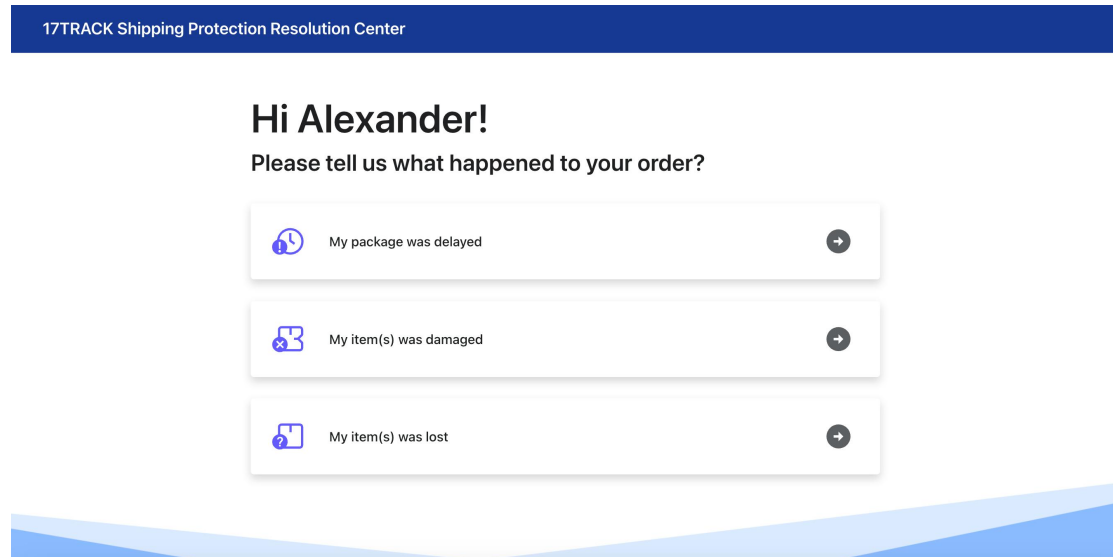 17TRACK Shipping Protection Resolution Center
Hi Alexander!
Please tell us what happened to your order?
My package was delayed
My item(s) was damaged
My item(s) was lost